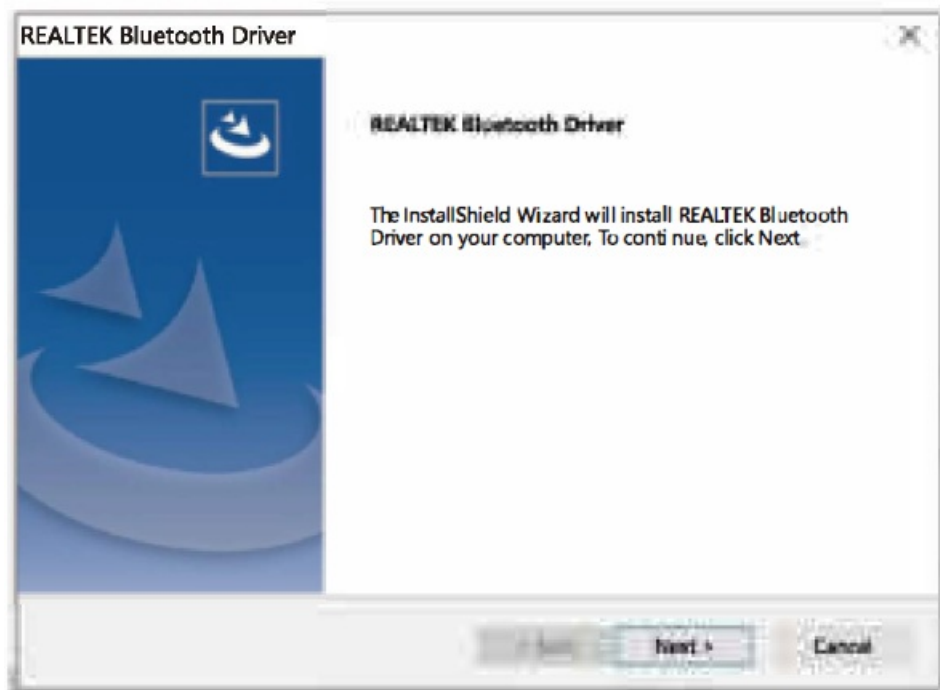 REALTEK Bluetooth Driver
REALTEK Bluetooth Driver
The InstallShield Wizard will install REALTEK Bluetooth
Driver on your computer, To conti nue, click Next
Next >
Cancel